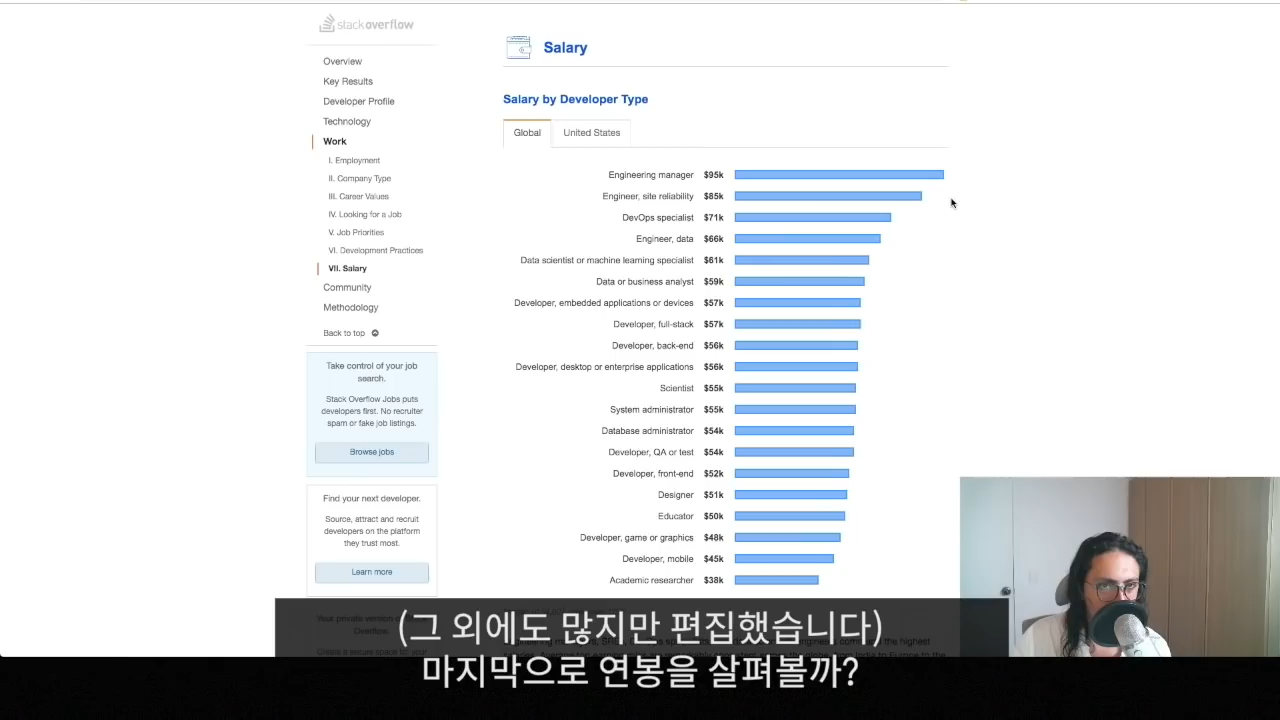 stackoverflow
Overview
Key Results
Developer Profile
Technology
Work
I. Employment
II. Company Type
III. Career Values
IV. Looking for a Job
V. Job Priorities
VI. Development Practices
VII. Salary
Community
Methodology
Back to top
Take control of your job
search.
Stack Overflow Jobs puts
developers first. No recruiter
spam or fake job listings.
Browse jobs
Find your next developer.
Source, attract and recruit
developers on the platform
they trust most.
Learn more
Salary
Salary by Developer Type
Global United States
Engineering manager $95k
Engineer, site reliability $85k
DevOps specialist $71k
Engineer, data $66k
Data scientist or machine learning specialist $61k
Data or business analyst $59k
Developer, embedded applications or devices $57k
Developer, full-stack $57k
Developer, back-end $56k
Developer, desktop or enterprise applications $56k
Scientist $55k
System administrator $55k
Database administrator $54k
Developer, QA or test $54k
Developer, front-end $52k
Designer $51k
Educator $50k
Developer, game or graphics $48k
Developer, mobile $45k
Academic researcher $38k
(그 외에도 많지만 편집했습니다)
마지막으로 연봉을 살펴볼까?